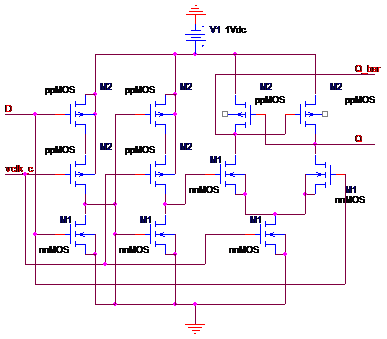 V1 1Vdc
Q_bar
ppMOS M2 ppMOS M2 M2 M2
D
ppMOS ppMOS
ppMOS M2 ppMOS M2
Q
M1 M1
nnMOS nnMOS
M1 M1 M1
nnMOS nnMOS nnMOS